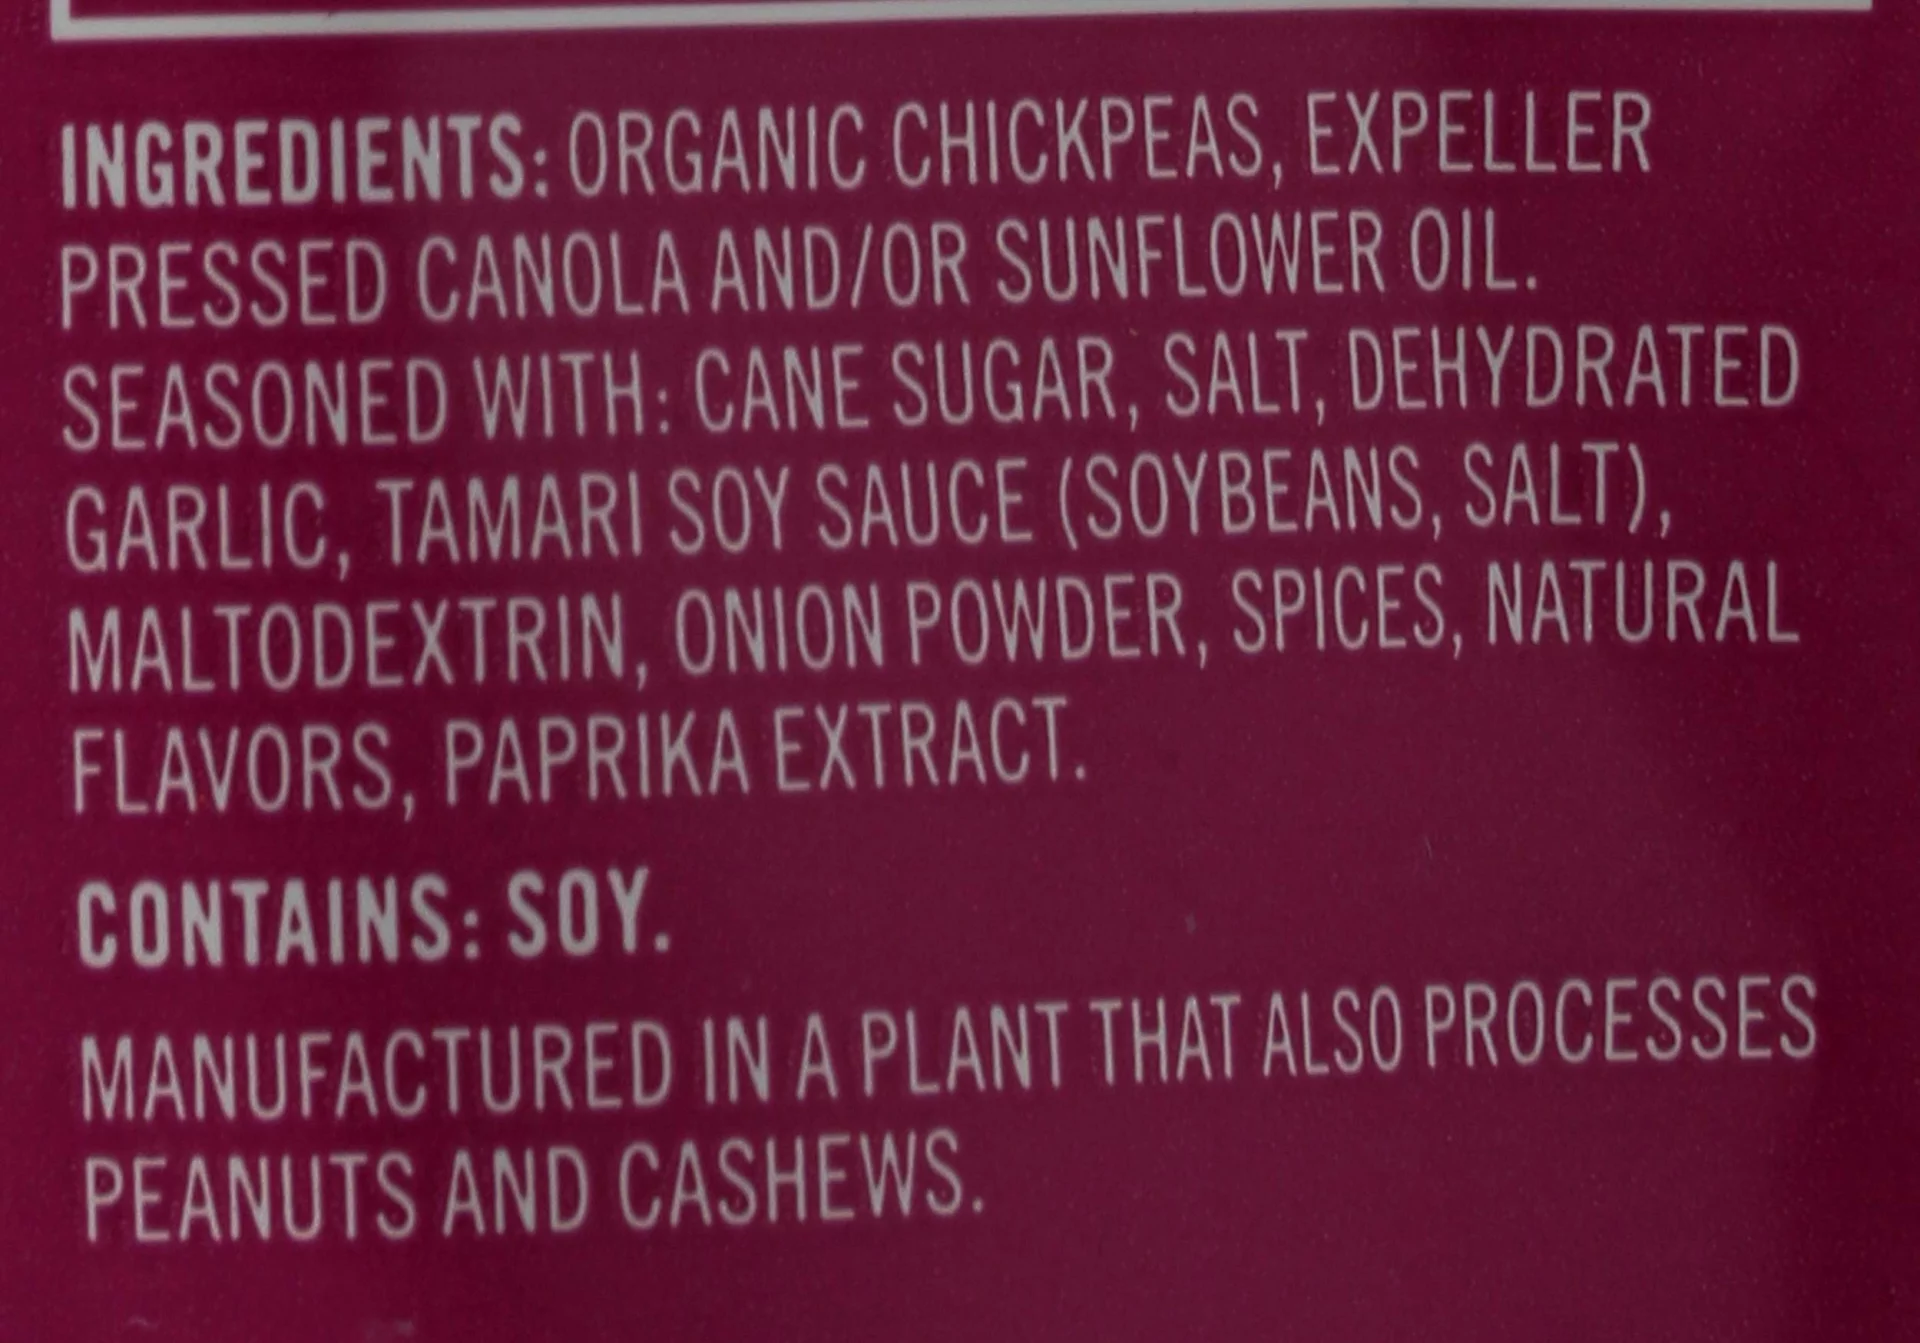 INGREDIENTS: ORGANIC CHICKPEAS, EXPELLER
PRESSED CANOLA AND/OR SUNFLOWER OIL.
SEASONED WITH: CANE SUGAR, SALT, DEHYDRATED
GARLIC, TAMARI SOY SAUCE (SOYBEANS, SALT),
MALTODEXTRIN, ONION POWDER, SPICES, NATURAL
FLAVORS, PAPRIKA EXTRACT.
CONTAINS: SOY.
MANUFACTURED IN A PLANT THAT ALSO PROCESSES
PEANUTS AND CASHEWS.